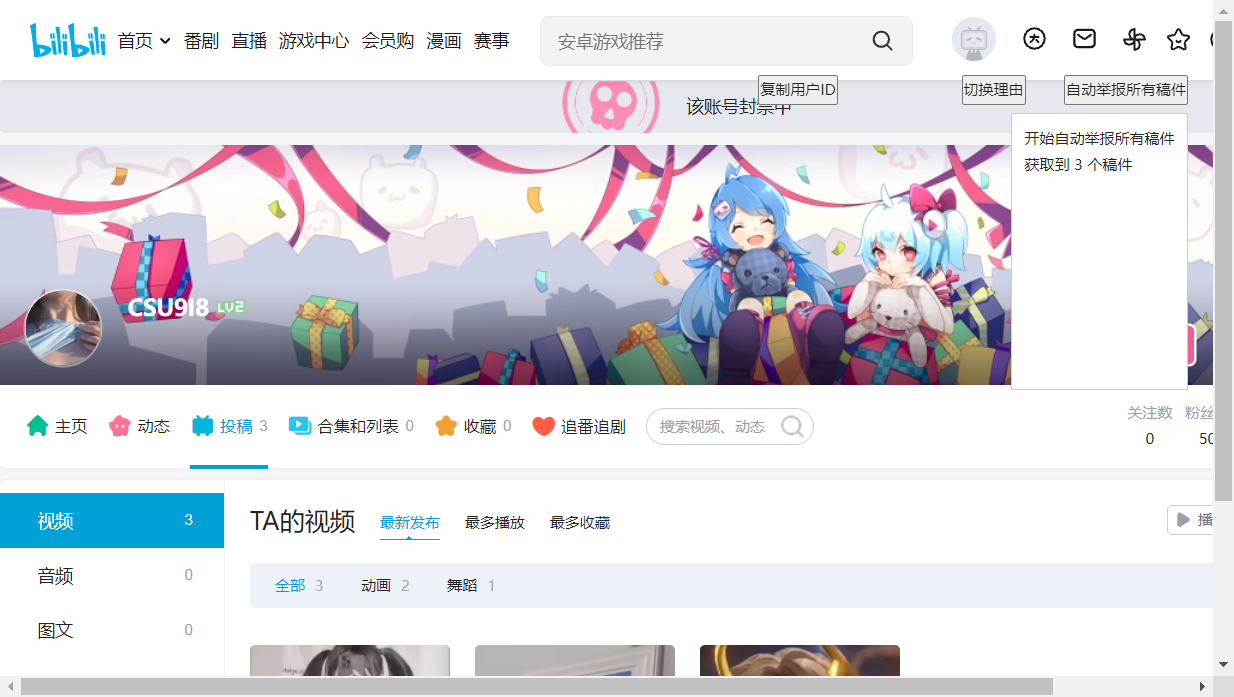 bilibili 首页 番剧 直播 游戏中心 会员购 漫画 赛事 安卓游戏推荐
复制用户ID 切换理由 自动举报所有稿件
该账号封禁中
开始自动举报所有稿件
获取到 3 个稿件
CSU9I8 LV2
主页 动态 投稿 3 合集和列表 0 收藏 0 追番追剧 搜索视频、动态
关注数 粉丝
0 50
视频 3
音频 0
图文 0
TA的视频 最新发布 最多播放 最多收藏 播
全部 3 动画 2 舞蹈 1